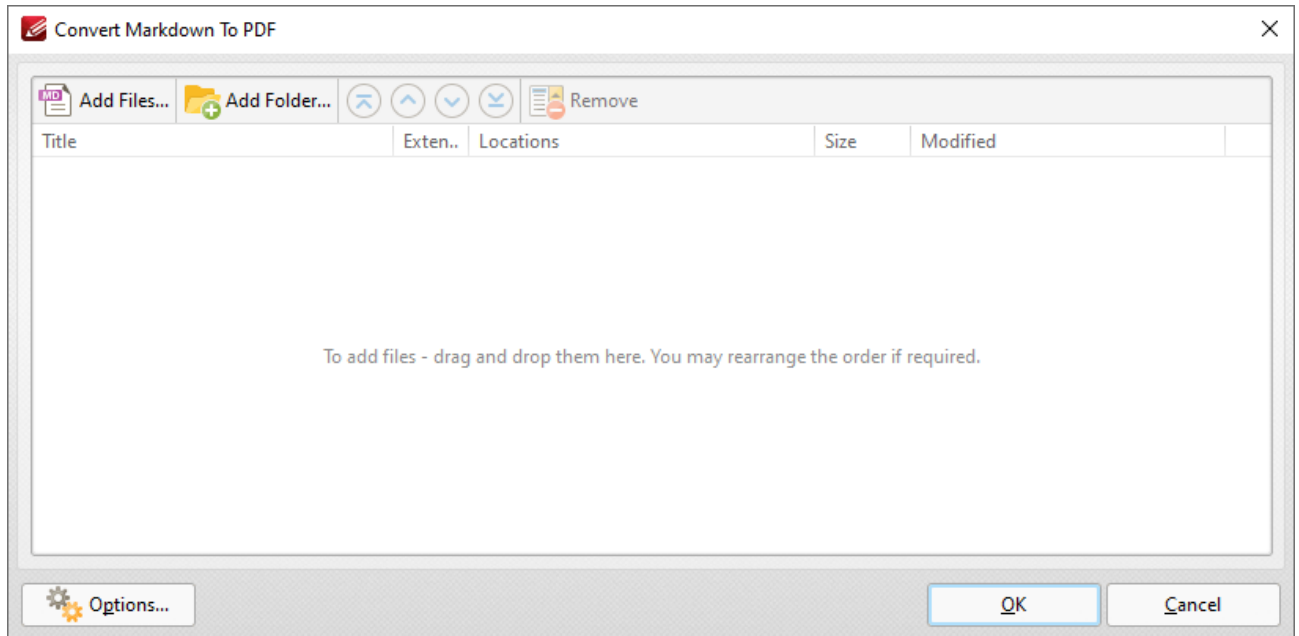 Convert Markdown To PDF
MD Add Files... Add Folder... Remove
Title Exten.. Locations Size Modified
To add files - drag and drop them here. You may rearrange the order if required.
Options... OK Cancel